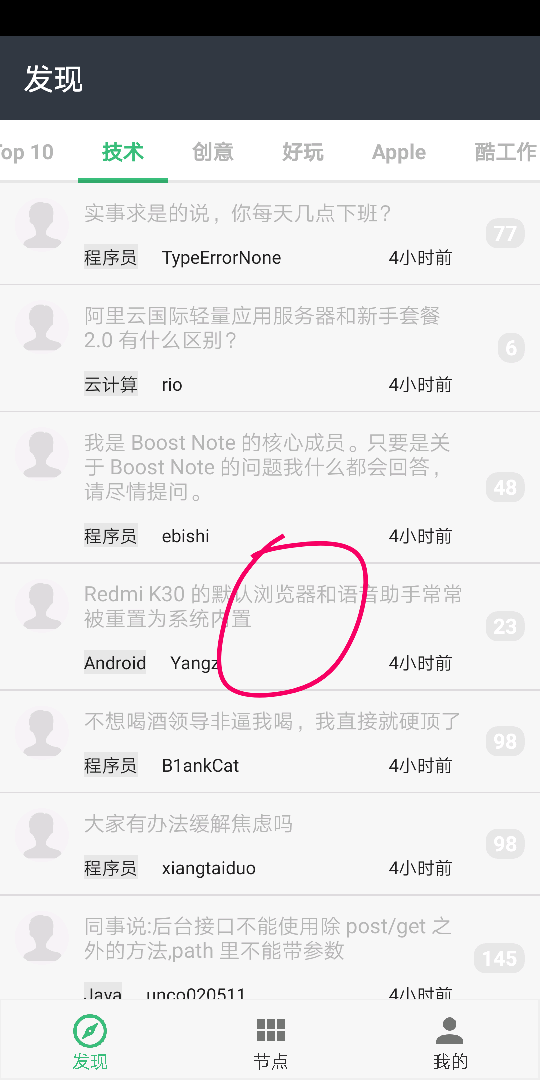 发现
op 10 技术 创意 好玩 Apple 酷工作
实事求是的说，你每天几点下班？
77
程序员 TypeErrorNone 4小时前
阿里云国际轻量应用服务器和新手套餐
2.0 有什么区别？
6
云计算 rio 4小时前
我是 Boost Note 的核心成员。只要是关
于 Boost Note 的问题我什么都会回答，
请尽情提问。
48
程序员 ebishi 4小时前
Redmi K30 的默认浏览器和语音助手常常
被重置为系统内置
23
Android Yangz 4小时前
不想喝酒领导非逼我喝，我直接就硬顶了
98
程序员 B1ankCat 4小时前
大家有办法缓解焦虑吗
98
程序员 xiangtaiduo 4小时前
同事说:后台接口不能使用除 post/get 之
外的方法,path 里不能带参数
145
Java unco020511 4小时前
发现 节点 我的